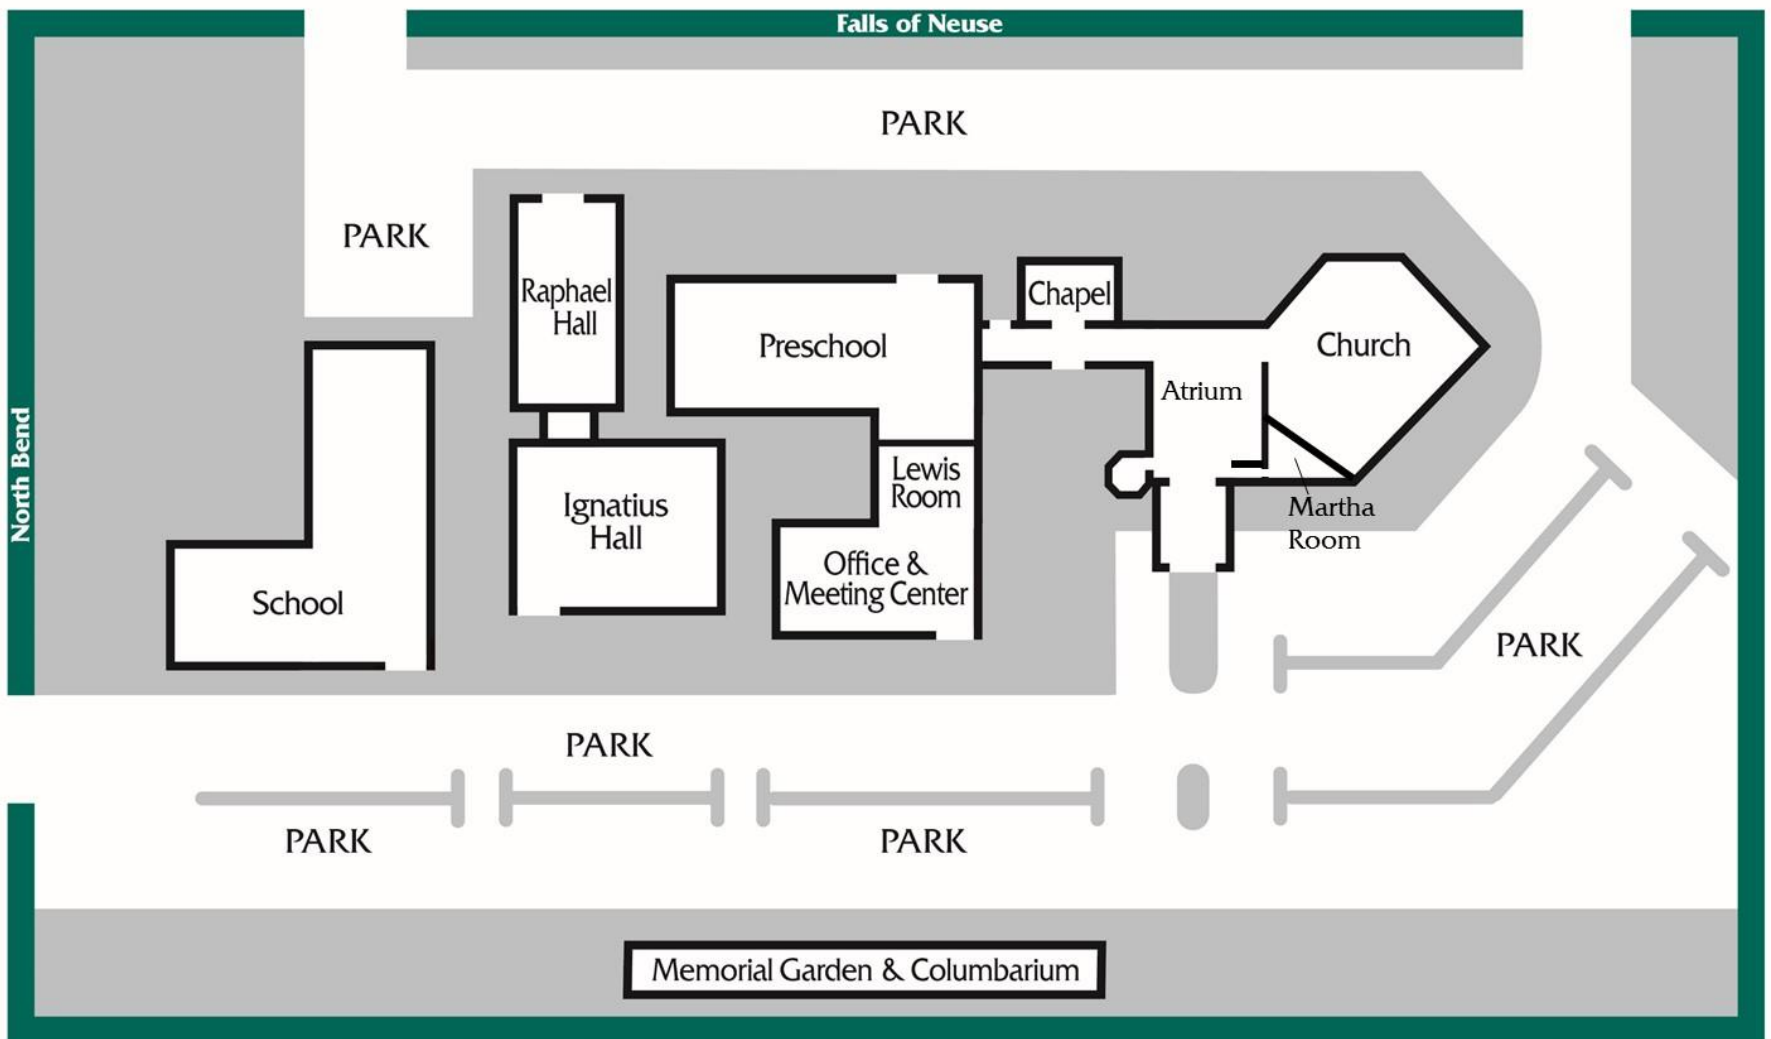 Falls of Neuse
PARK
PARK
Raphael
Hall
Chapel
Preschool
Church
Atrium
North Bend
Lewis
Room
Ignatius
Hall
Martha
Room
Office &
Meeting Center
School
PARK
PARK
PARK
PARK
Memorial Garden & Columbarium